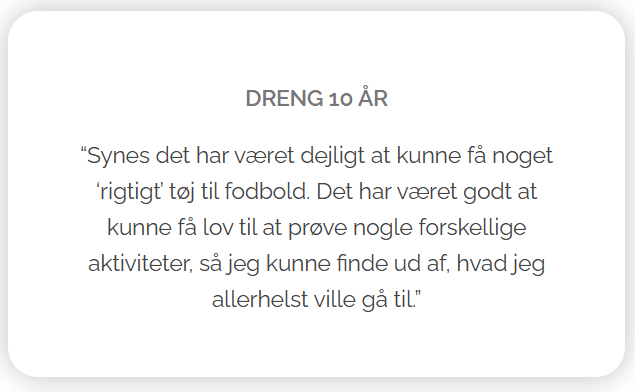 DRENG 10 ÅR
“Synes det har været dejligt at kunne få noget
‘rigtigt’ tøj til fodbold. Det har været godt at
kunne få lov til at prøve nogle forskellige
aktiviteter, så jeg kunne finde ud af, hvad jeg
allerhelst ville gå til.”